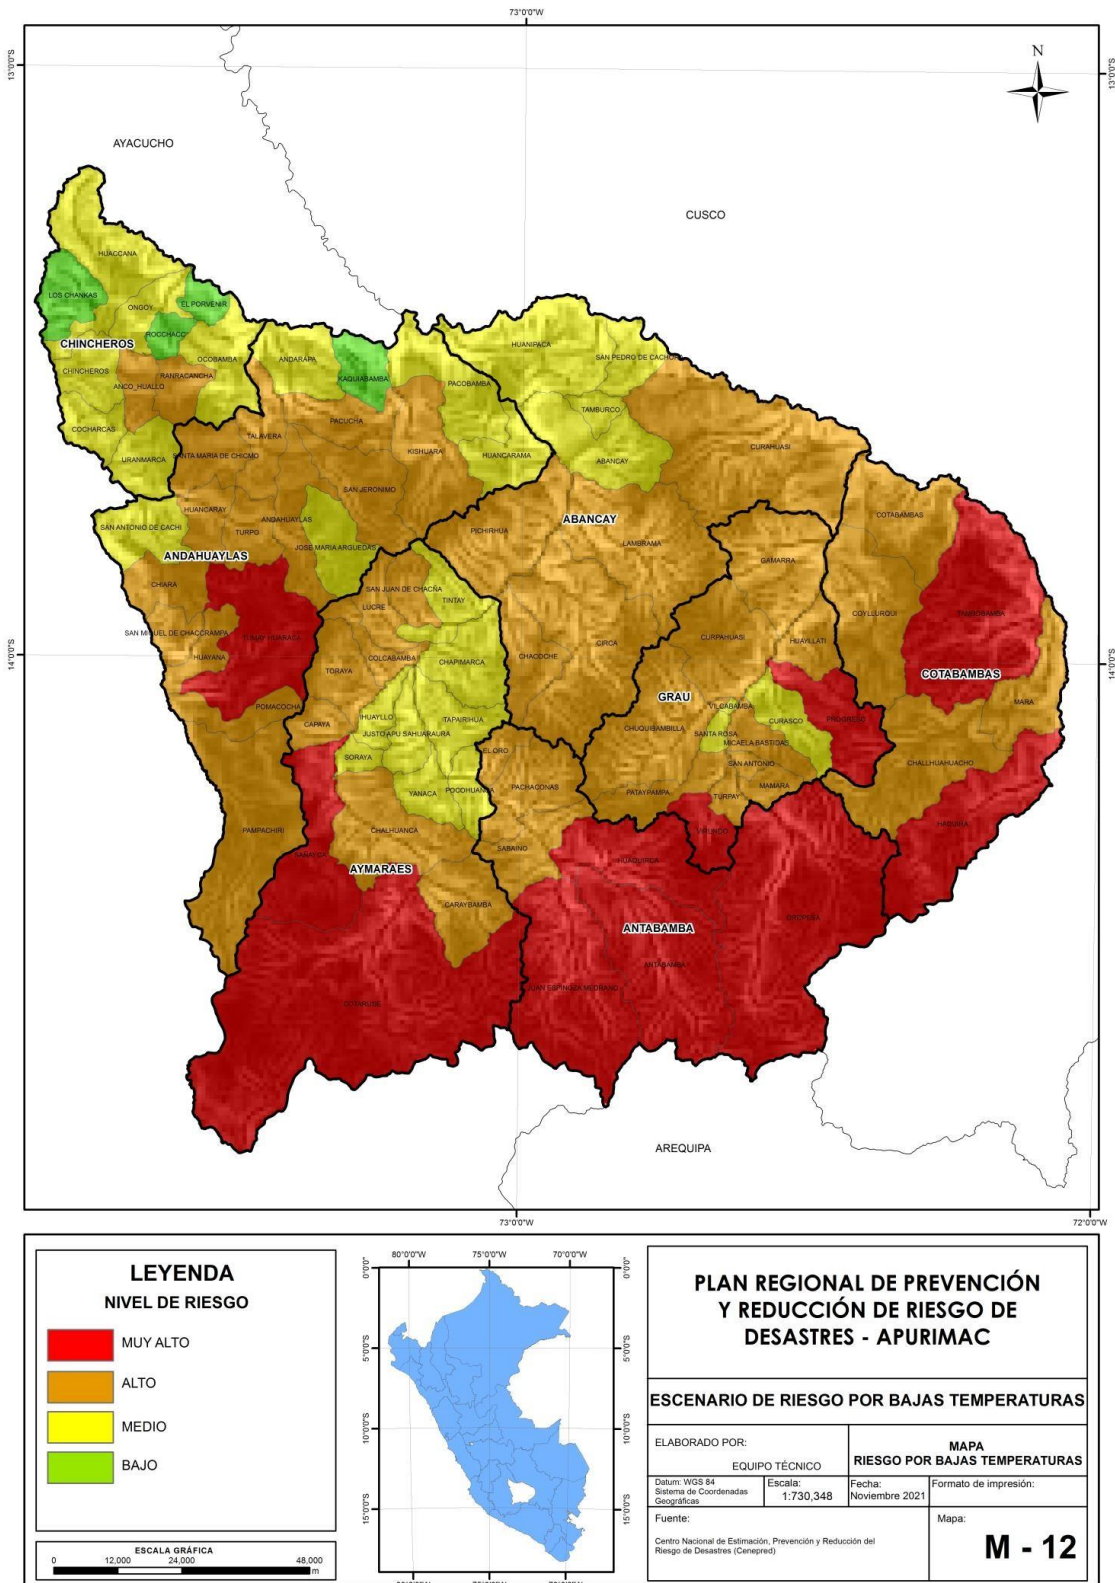 73°0'0"W
13°0'0"S
13°0'0"S
N
AYACUCHO
CUSCO
HUACCANA
LOS CHANKAS
EL PORVENIR
ONGOY
ROCCHACC
CHINCHEROS
OCOBAMBA
ANDARAPA
HUANIPACA
SAN PEDRO DE CACHORA
CHINCHEROS
RANRACANCHA
KAQUIABAMBA
PACOBAMBA
ANCO_HUALLO
TAMBURCO
COCHARCAS
PACUCHA
TALAVERA
KISHUARA
CURAHUASI
URANMARCA
SANTA MARIA DE CHICMO
HUANCARAMA
ABANCAY
SAN JERONIMO
HUANCARAY
ANDAHUAYLAS
ABANCAY
COTABAMBAS
SAN ANTONIO DE CACHI
TURPO
PICHIRHUA
LAMBRAMA
ANDAHUAYLAS
JOSE MARIA ARGUEDAS
GAMARRA
CHIARA
SAN JUAN DE CHACÑA
TINTAY
LUCRE
COYLLURQUI
TAMBOBAMBA
SAN MIGUEL DE CHACCRAMPA
TUMAY HUARACA
CURPAHUASI
HUAYLLATI
CIRCA
14°0'0"S
HUAYANA
COLCABAMBA
CHAPIMARCA
CHACOCHE
14°0'0"S
TORAYA
COTABAMBAS
GRAU
POMACOCHA
VILCABAMBA
MARA
CAPAYA
IHUAYLLO
TAPAIRIHUA
CURASCO
PROGRESO
JUSTO APU SAHUARAURA
CHUQUIBAMBILLA
SANTA ROSA
MICAELA BASTIDAS
SORAYA
EL ORO
SAN ANTONIO
CHALLHUAHUACHO
YANACA
POCOHUANCA
PACHACONAS
PATAYPAMPA
MAMARA
TURPAY
PAMPACHIRI
CHALHUANCA
VIRUNDO
HAQUIRA
SAÑAYCA
SABAINO
HUAQUIRCA
AYMARAES
CARAYBAMBA
OROPESA
ANTABAMBA
ANTABAMBA
JUAN ESPINOZA MEDRANO
COTARUSE
AREQUIPA
73°0'0"W
72°0'0"W
LEYENDA
NIVEL DE RIESGO
MUY ALTO
ALTO
MEDIO
BAJO
ESCALA GRÁFICA
0 12,000 24,000 48,000
m
80°0'0"W 75°0'0"W 70°0'0"W
0°0'0" 0°0'0"
5°0'0"S 5°0'0"S
10°0'0"S 10°0'0"S
15°0'0"S 15°0'0"S
PLAN REGIONAL DE PREVENCIÓN
Y REDUCCIÓN DE RIESGO DE
DESASTRES - APURIMAC
ESCENARIO DE RIESGO POR BAJAS TEMPERATURAS
ELABORADO POR:
EQUIPO TÉCNICO
MAPA
RIESGO POR BAJAS TEMPERATURAS
Datum: WGS 84
Sistema de Coordenadas
Geográficas
Escala:
1:730,348
Fecha:
Noviembre 2021
Formato de impresión:
Fuente:
Centro Nacional de Estimación, Prevención y Reducción del
Riesgo de Desastres (Cenepred)
Mapa:
M - 12